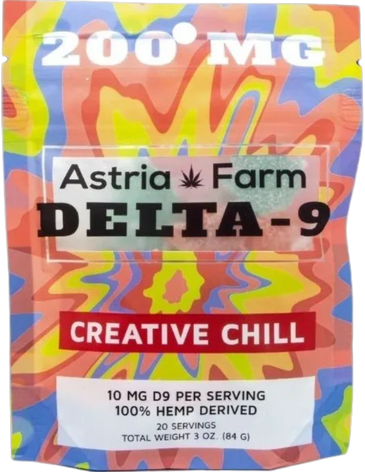 200 MG
Astria Farm
DELTA-9
CREATIVE CHILL
10 MG D9 PER SERVING
100% HEMP DERIVED
20 SERVINGS
TOTAL WEIGHT 3 OZ. (84 G)